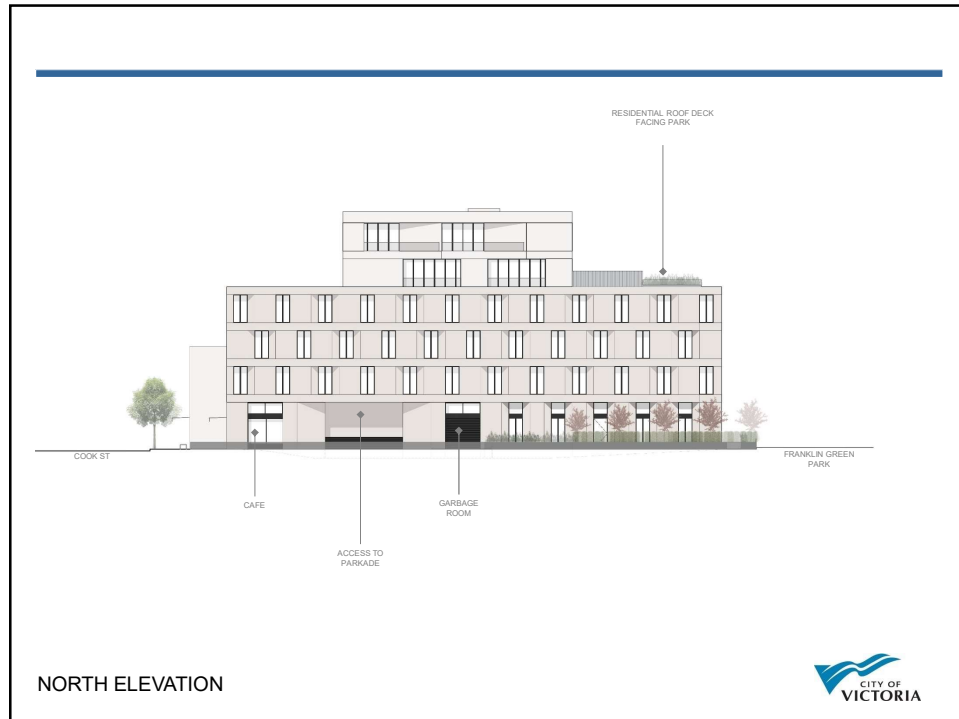 RESIDENTIAL ROOF DECK
FACING PARK
COOK ST
FRANKLIN GREEN
PARK
CAFE
GARBAGE
ROOM
ACCESS TO
PARKADE
NORTH ELEVATION
CITY OF
VICTORIA